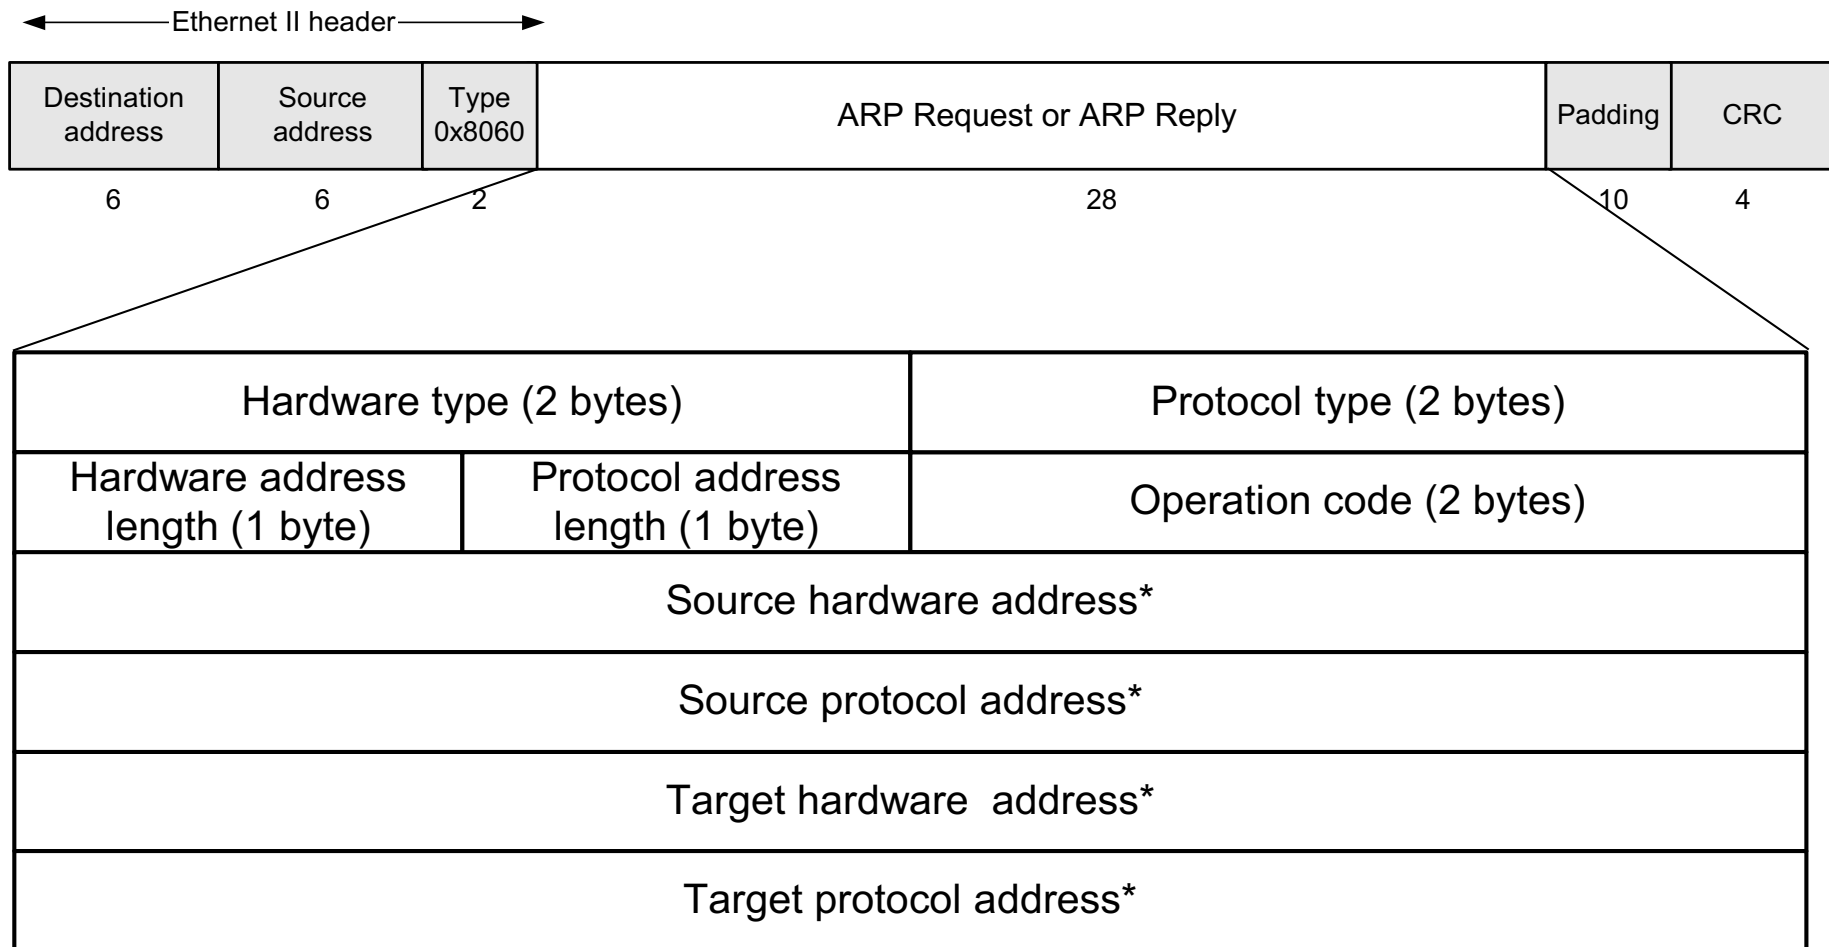 Ethernet II header
Destination
address
Source
address
Type
0x8060
ARP Request or ARP Reply
Padding
CRC
6
6
2
28
10
4
Hardware type (2 bytes)
Protocol type (2 bytes)
Hardware address
length (1 byte)
Protocol address
length (1 byte)
Operation code (2 bytes)
Source hardware address*
Source protocol address*
Target hardware  address*
Target protocol address*